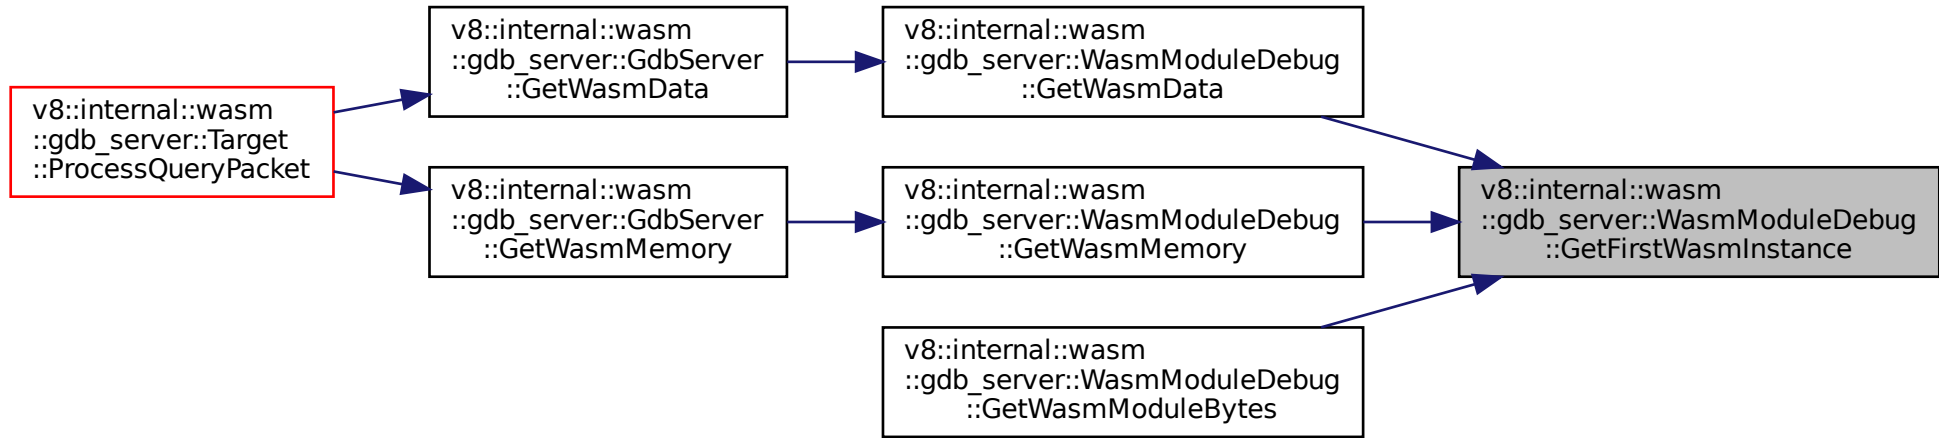 v8::internal::wasm
::gdb_server::Target
::ProcessQueryPacket
v8::internal::wasm
::gdb_server::GdbServer
::GetWasmData
v8::internal::wasm
::gdb_server::GdbServer
::GetWasmMemory
v8::internal::wasm
::gdb_server::WasmModuleDebug
::GetWasmData
v8::internal::wasm
::gdb_server::WasmModuleDebug
::GetWasmMemory
v8::internal::wasm
::gdb_server::WasmModuleDebug
::GetWasmModuleBytes
v8::internal::wasm
::gdb_server::WasmModuleDebug
::GetFirstWasmInstance